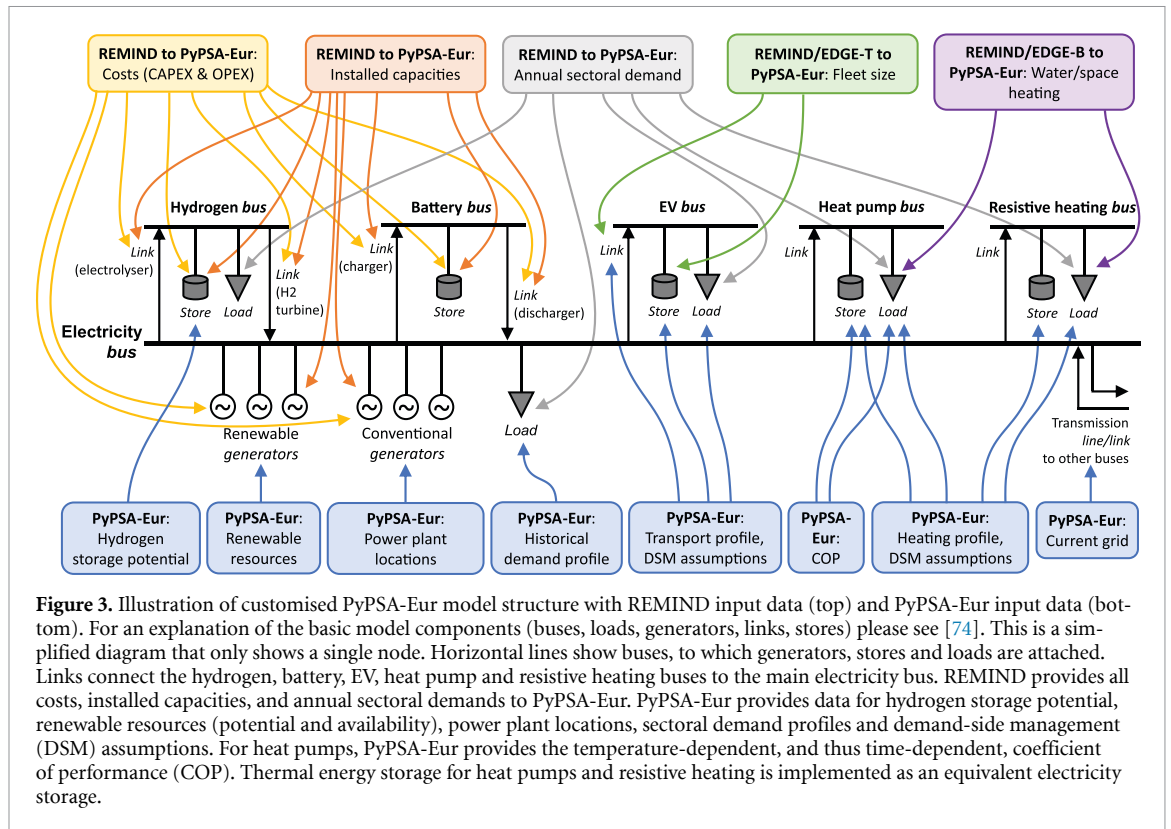 REMIND to PyPSA-Eur:
Costs (CAPEX & OPEX)
REMIND to PyPSA-Eur:
Installed capacities
REMIND to PyPSA-Eur:
Annual sectoral demand
REMIND/EDGE-T to
PyPSA-Eur: Fleet size
REMIND/EDGE-B to
PyPSA-Eur: Water/space
heating
Hydrogen bus
Battery bus
EV bus
Heat pump bus
Resistive heating bus
Link
(electrolyser)
Store
Load
Link
(H2
turbine)
Link
(charger)
Store
Link
(discharger)
Link
Store
Load
Link
Store
Load
Link
Store
Load
Electricity
bus
Renewable
generators
Conventional
generators
Load
Transmission
line/link
to other buses
PyPSA-Eur:
Hydrogen
storage potential
PyPSA-Eur:
Renewable
resources
PyPSA-Eur:
Power plant
locations
PyPSA-Eur:
Historical
demand profile
PyPSA-Eur:
Transport profile,
DSM assumptions
PyPSA-
Eur:
COP
PyPSA-Eur:
Heating profile,
DSM assumptions
PyPSA-Eur:
Current grid
Figure 3. Illustration of customised PyPSA-Eur model structure with REMIND input data (top) and PyPSA-Eur input data (bot-
tom). For an explanation of the basic model components (buses, loads, generators, links, stores) please see [74]. This is a sim-
plified diagram that only shows a single node. Horizontal lines show buses, to which generators, stores and loads are attached.
Links connect the hydrogen, battery, EV, heat pump and resistive heating buses to the main electricity bus. REMIND provides all
costs, installed capacities, and annual sectoral demands to PyPSA-Eur. PyPSA-Eur provides data for hydrogen storage potential,
renewable resources (potential and availability), power plant locations, sectoral demand profiles and demand-side management
(DSM) assumptions. For heat pumps, PyPSA-Eur provides the temperature-dependent, and thus time-dependent, coefficient
of performance (COP). Thermal energy storage for heat pumps and resistive heating is implemented as an equivalent electricity
storage.